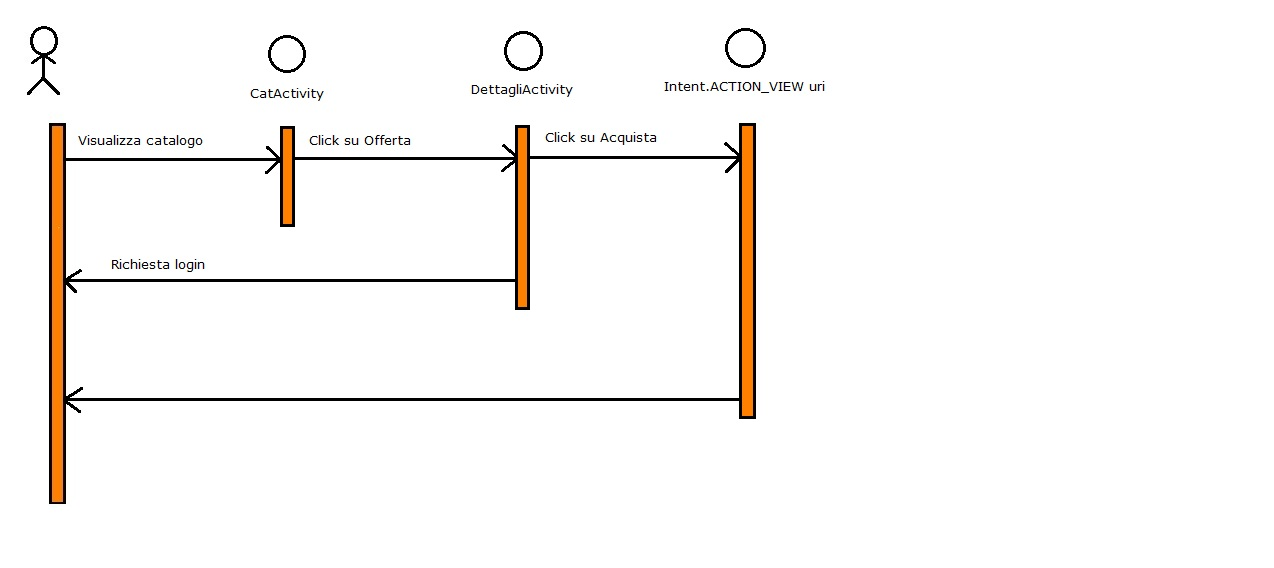 CatActivity
DettagliActivity
Intent.ACTION_VIEW uri
Visualizza catalogo
Click su Offerta
Click su Acquista
Richiesta login